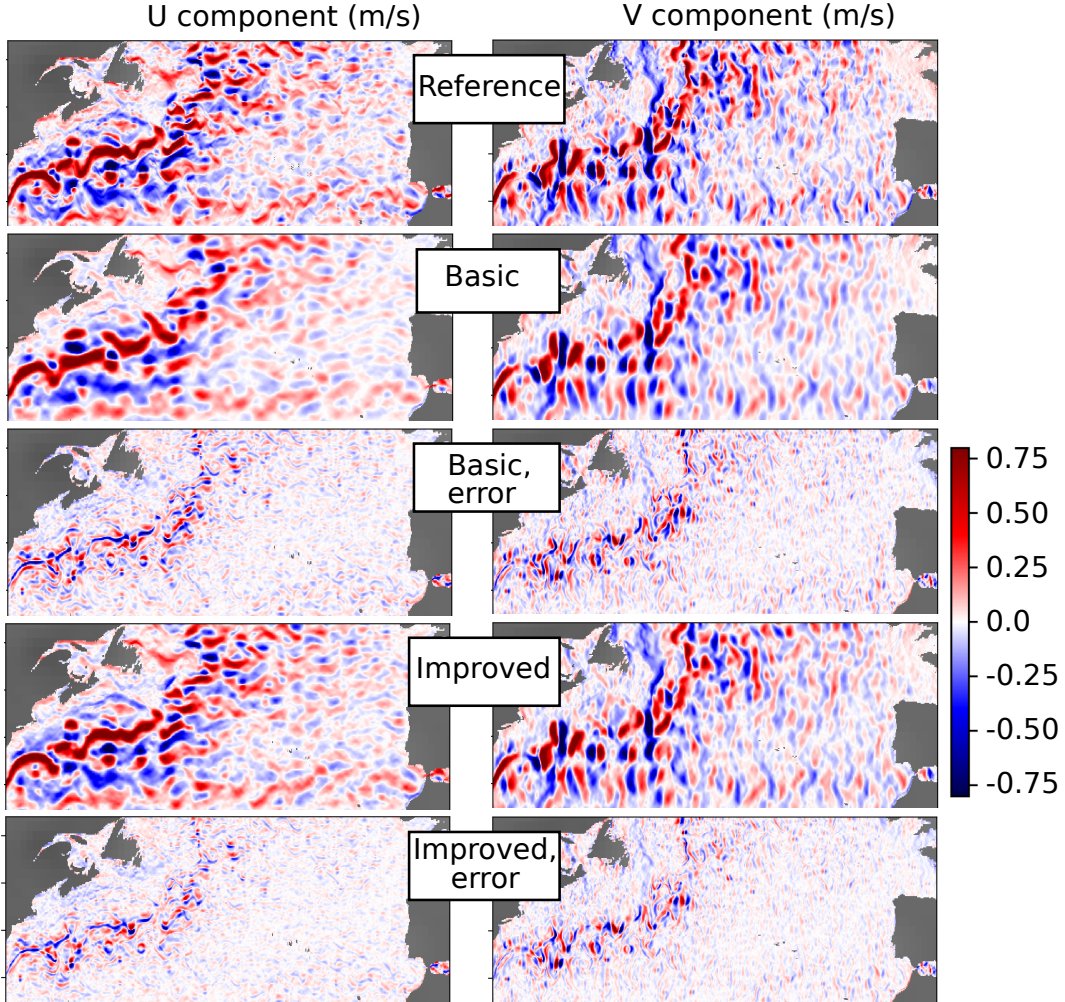 U component (m/s)
V component (m/s)
Reference
Basic
Basic,
error
Improved
Improved,
error
0.75
0.50
0.25
0.0
-0.25
-0.50
-0.75